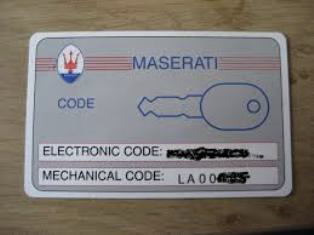 MASERATI
CODE
ELECTRONIC CODE:
MECHANICAL CODE: LA00